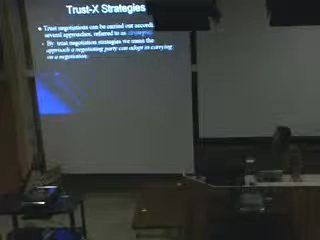 Trust-X Strategies
Trust negotiations can be carried out accordi
several approaches, referred to as strategies
By trust negotiation strategies we mean the
approach a negotiating party can adopt in carrying
on a negotiation.